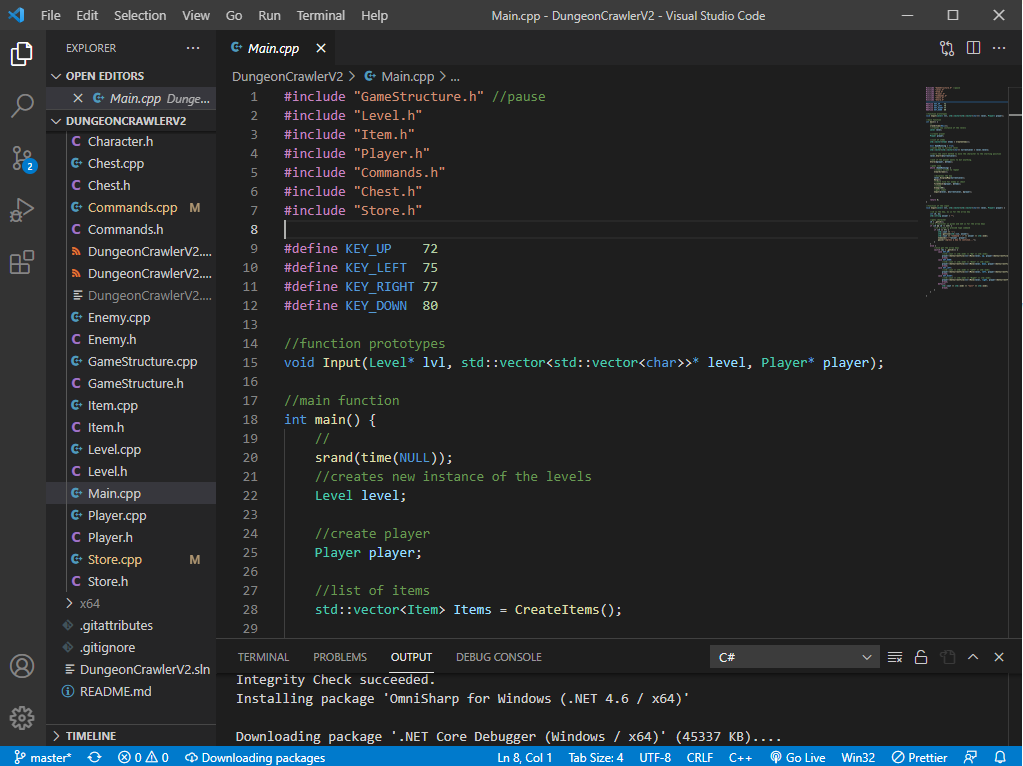 File Edit Selection View Go Run Terminal Help Main.cpp - DungeonCrawlerV2 - Visual Studio Code
EXPLORER
OPEN EDITORS
Main.cpp Dunge...
DUNGEONCRAWLERV2
Character.h
Chest.cpp
Chest.h
Commands.cpp M
Commands.h
DungeonCrawlerV2....
DungeonCrawlerV2....
DungeonCrawlerV2....
Enemy.cpp
Enemy.h
GameStructure.cpp
GameStructure.h
Item.cpp
Item.h
Level.cpp
Level.h
Main.cpp
Player.cpp
Player.h
Store.cpp M
Store.h
x64
.gitattributes
.gitignore
DungeonCrawlerV2.sln
README.md
TIMELINE
2
Main.cpp
DungeonCrawlerV2 > Main.cpp > ...
1 #include "GameStructure.h" //pause
2 #include "Level.h"
3 #include "Item.h"
4 #include "Player.h"
5 #include "Commands.h"
6 #include "Chest.h"
7 #include "Store.h"
8
9 #define KEY_UP    72
10 #define KEY_LEFT  75
11 #define KEY_RIGHT 77
12 #define KEY_DOWN  80
13
14 //function prototypes
15 void Input(Level* lvl, std::vector<std::vector<char>>* level, Player* player);
16
17 //main function
18 int main() {
19     //
20     srand(time(NULL));
21     //creates new instance of the levels
22     Level level;
23
24     //create player
25     Player player;
26
27     //list of items
28     std::vector<Item> Items = CreateItems();
29
TERMINAL PROBLEMS OUTPUT DEBUG CONSOLE C#
Integrity Check succeeded.
Installing package 'OmniSharp for Windows (.NET 4.6 / x64)'
Downloading package '.NET Core Debugger (Windows / x64)' (45337 KB)....
master* 0 0 Downloading packages Ln 8, Col 1 Tab Size: 4 UTF-8 CRLF C++ Go Live Win32 Prettier